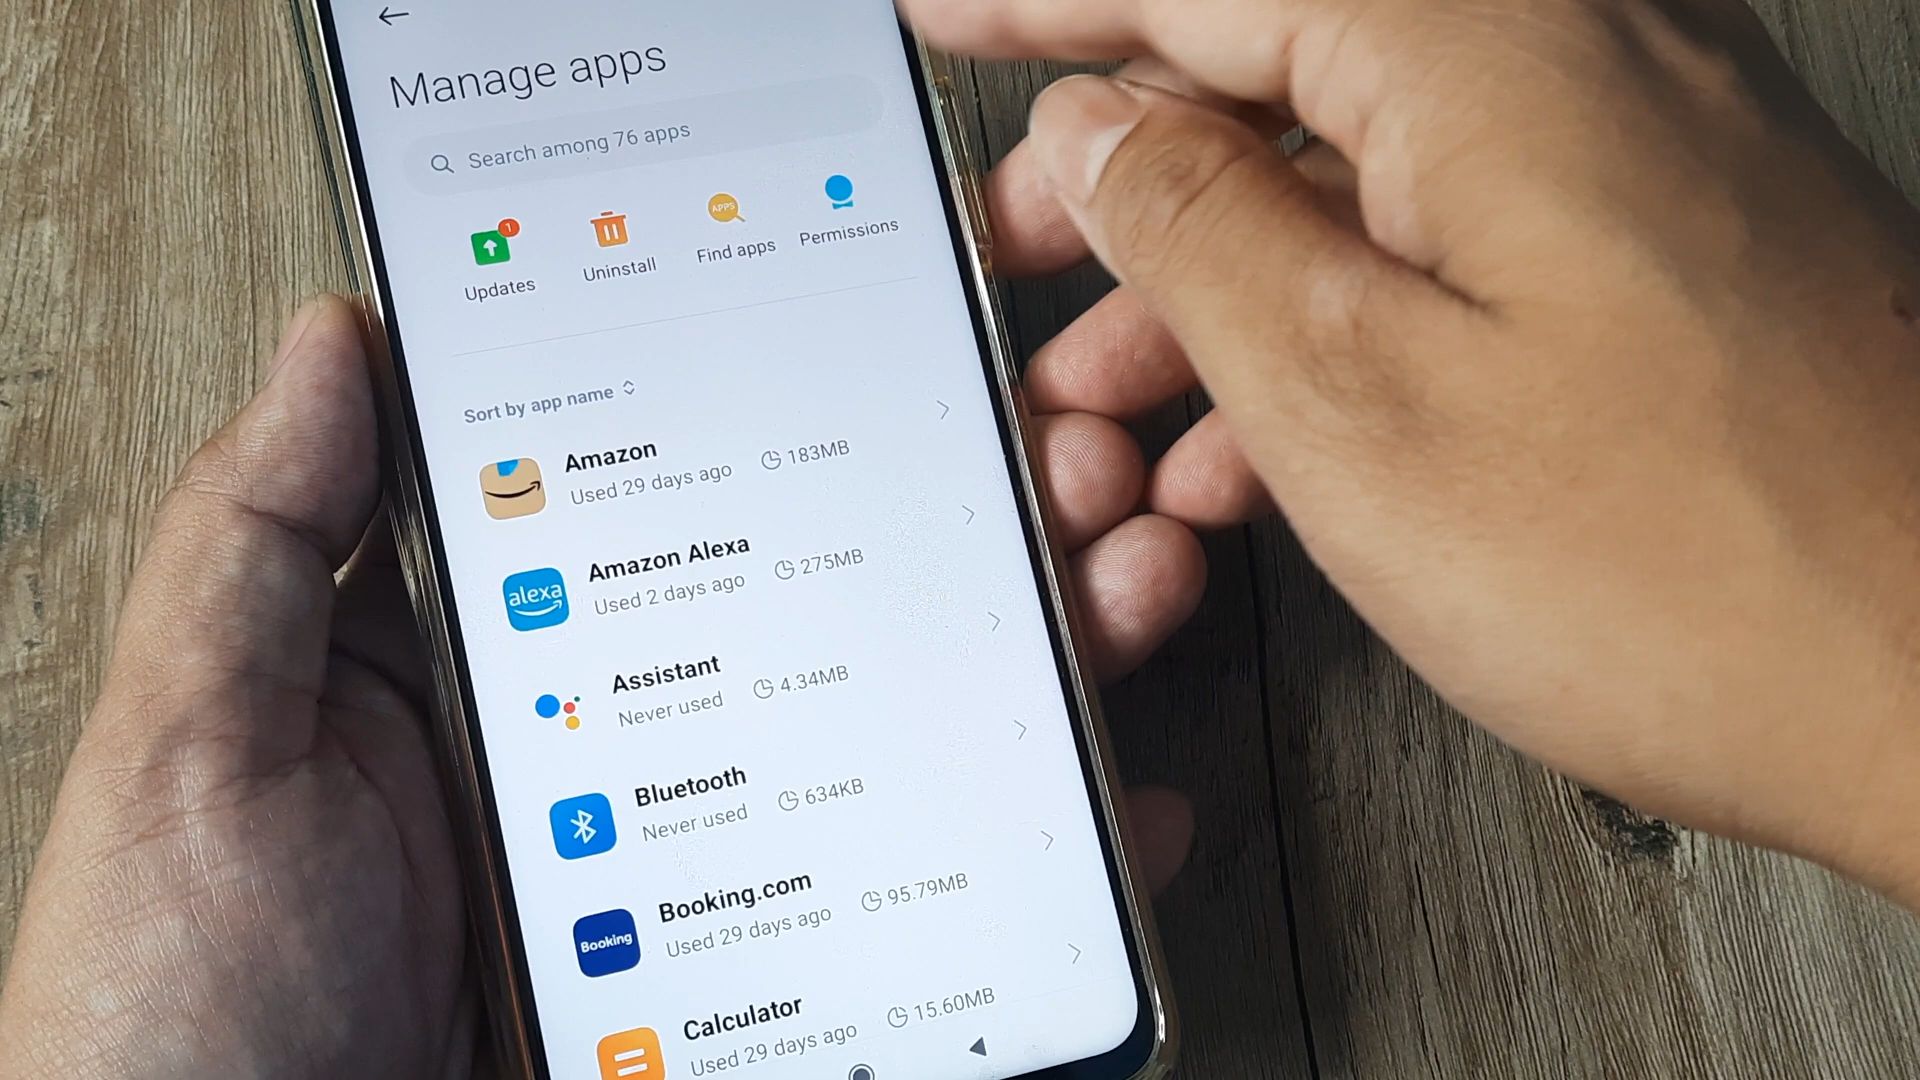 Manage apps
Search among 76 apps
1
APPS
Updates
Uninstall
Find apps
Permissions
Sort by app name
Amazon
Used 29 days ago
183MB
alexa
Amazon Alexa
Used 2 days ago
275MB
Assistant
Never used
4.34MB
Bluetooth
Never used
634KB
Booking
Booking.com
Used 29 days ago
95.79MB
Calculator
Used 29 days ago
15.60MB